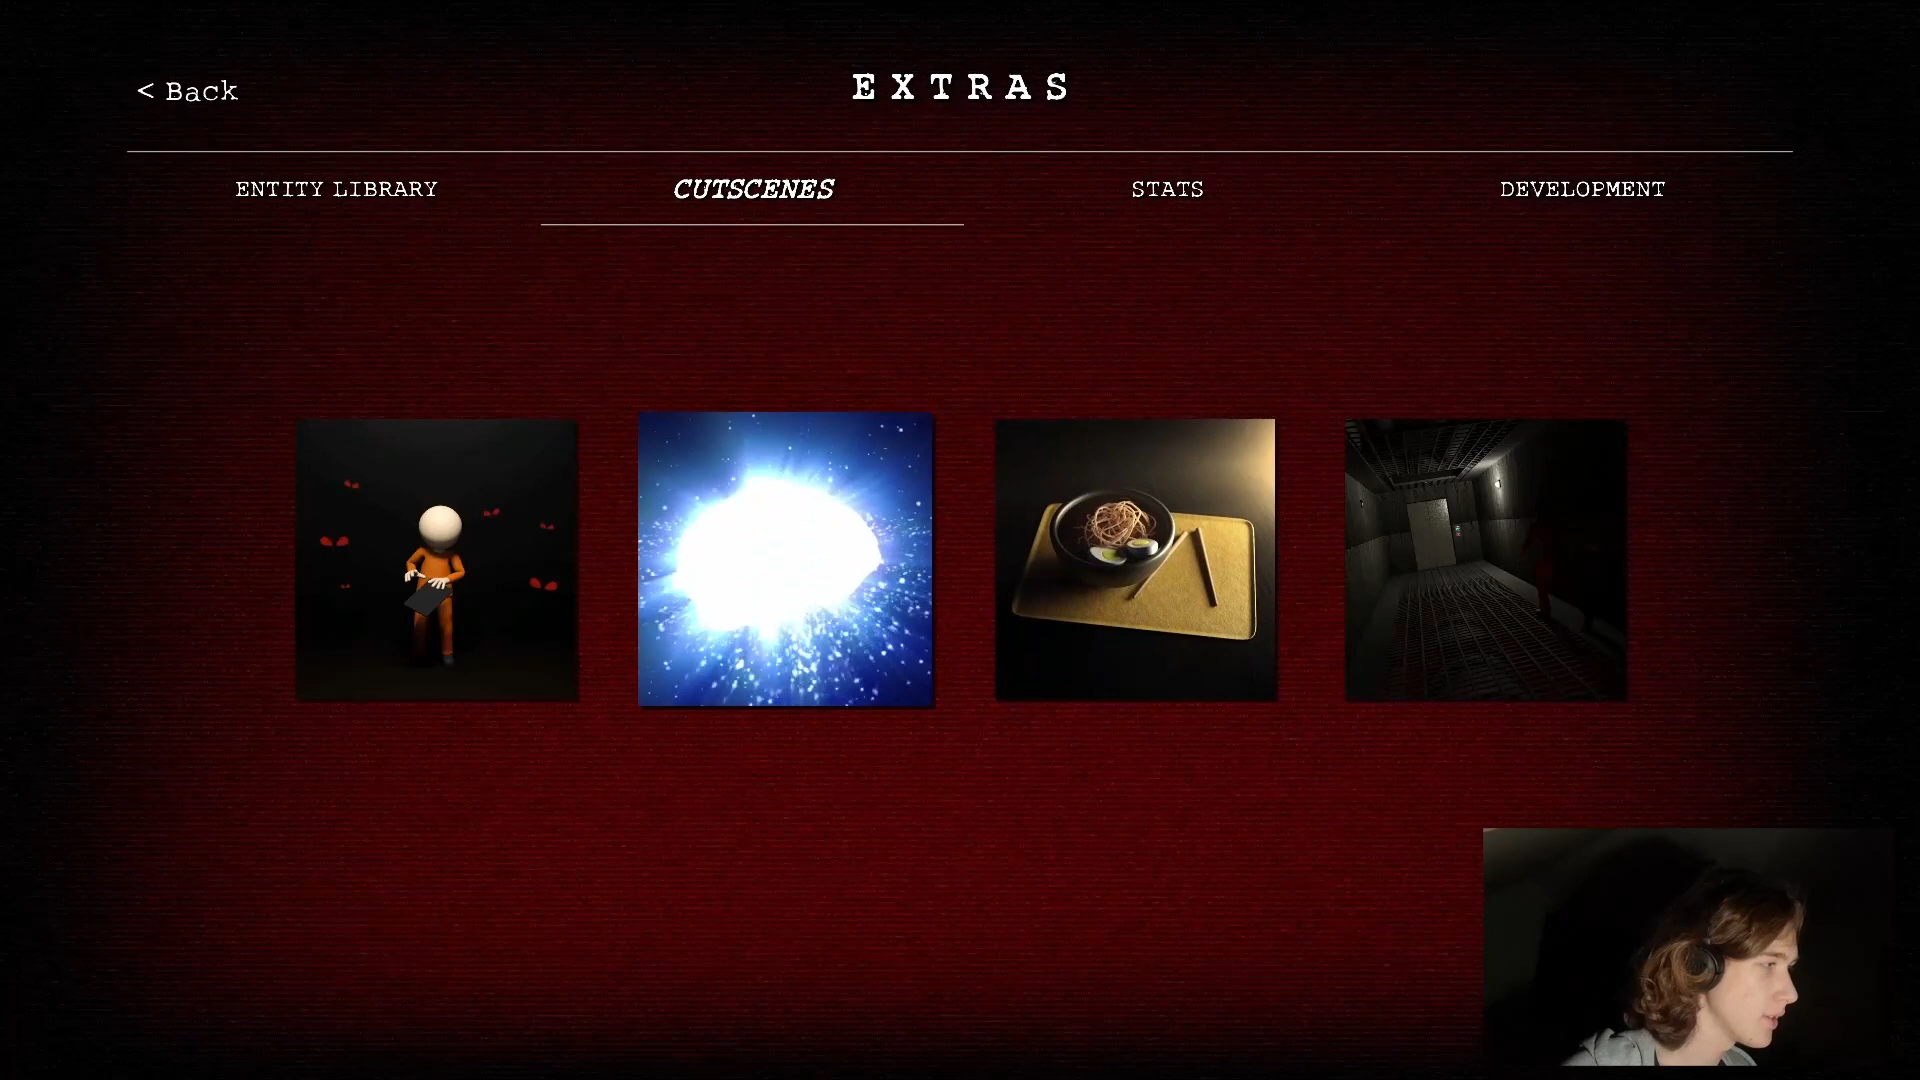 < Back
EXTRAS
ENTITY LIBRARY
CUTSCENES
STATS
DEVELOPMENT